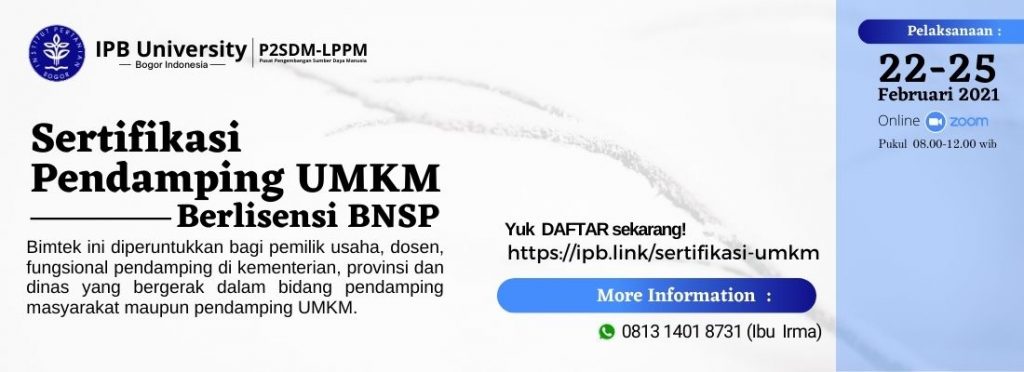 INSTITUT PERTANIAN BOGOR
IPB University
Bogor Indonesia
P2SDM-LPPM
Pusat Pengembangan Sumber Daya Manusia
Sertifikasi
Pendamping UMKM
Berlisensi BNSP
Bimtek ini diperuntukkan bagi pemilik usaha, dosen,
fungsional pendamping di kementerian, provinsi dan
dinas yang bergerak dalam bidang pendamping
masyarakat maupun pendamping UMKM.
Yuk DAFTAR sekarang!
https://ipb.link/sertifikasi-umkm
More Information :
0813 1401 8731 (Ibu Irma)
Pelaksanaan :
22-25
Februari 2021
Online zoom
Pukul 08.00-12.00 wib